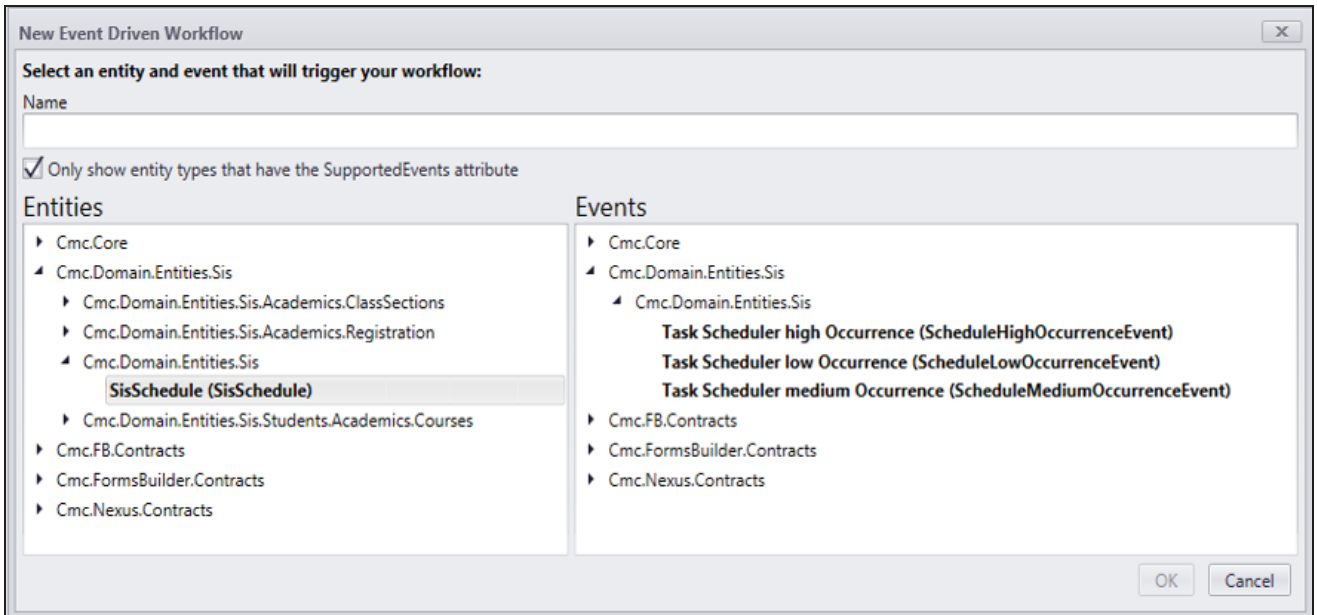 New Event Driven Workflow
Select an entity and event that will trigger your workflow:
Name
Only show entity types that have the SupportedEvents attribute
Entities
Cmc.Core
Cmc.Domain.Entities.Sis
Cmc.Domain.Entities.Sis.Academics.ClassSections
Cmc.Domain.Entities.Sis.Academics.Registration
Cmc.Domain.Entities.Sis
SisSchedule (SisSchedule)
Cmc.Domain.Entities.Sis.Students.Academics.Courses
Cmc.FB.Contracts
Cmc.FormsBuilder.Contracts
Cmc.Nexus.Contracts
Events
Cmc.Core
Cmc.Domain.Entities.Sis
Cmc.Domain.Entities.Sis
Task Scheduler high Occurrence (ScheduleHighOccurrenceEvent)
Task Scheduler low Occurrence (ScheduleLowOccurrenceEvent)
Task Scheduler medium Occurrence (ScheduleMediumOccurrenceEvent)
Cmc.FB.Contracts
Cmc.FormsBuilder.Contracts
Cmc.Nexus.Contracts
OK
Cancel